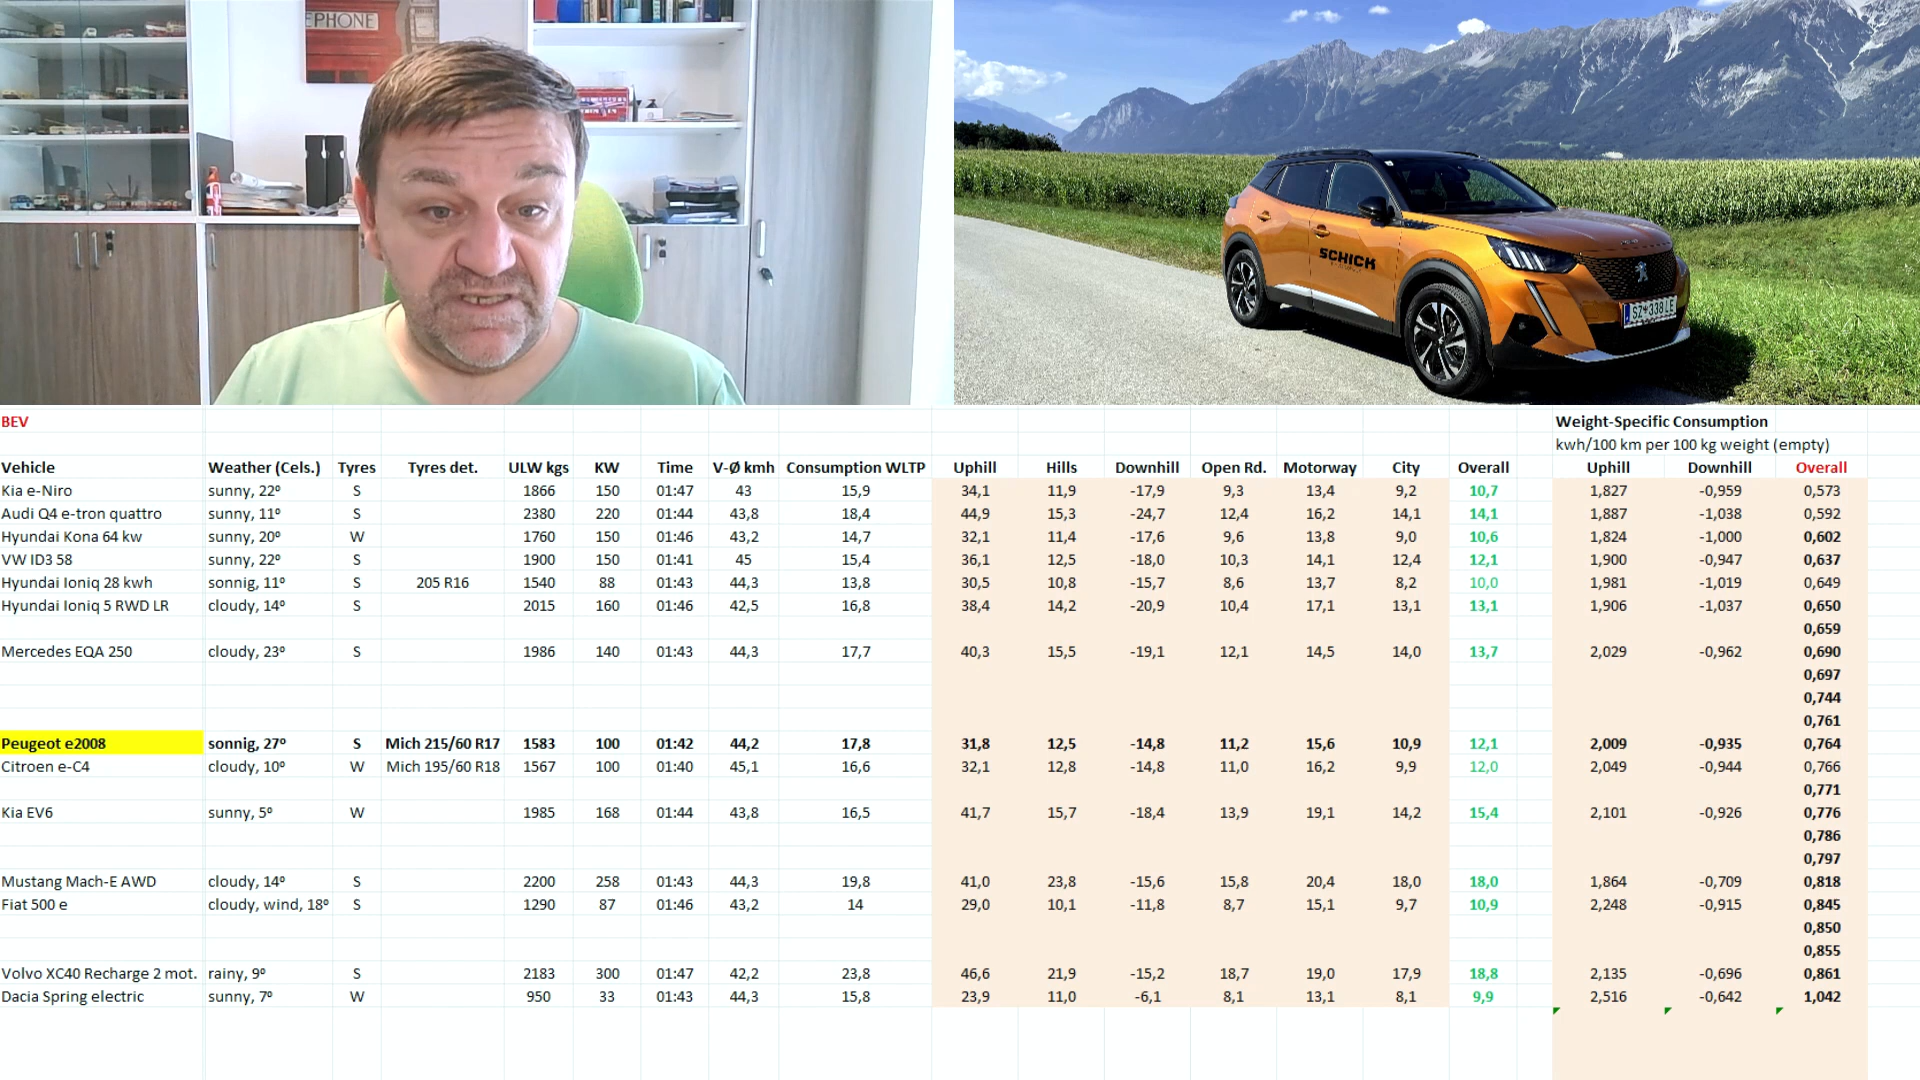 EPHONE
SCHICK
SZ 338 LE
BEV
Weight-Specific Consumption
kwh/100 km per 100 kg weight (empty)
Vehicle Weather (Cels.) Tyres Tyres det. ULW kgs KW Time V-Ø kmh Consumption WLTP Uphill Hills Downhill Open Rd. Motorway City Overall Uphill Downhill Overall
Kia e-Niro sunny, 22º S 1866 150 01:47 43 15,9 34,1 11,9 -17,9 9,3 13,4 9,2 10,7 1,827 -0,959 0,573
Audi Q4 e-tron quattro sunny, 11º S 2380 220 01:44 43,8 18,4 44,9 15,3 -24,7 12,4 16,2 14,1 14,1 1,887 -1,038 0,592
Hyundai Kona 64 kw sunny, 20º W 1760 150 01:46 43,2 14,7 32,1 11,4 -17,6 9,6 13,8 9,0 10,6 1,824 -1,000 0,602
VW ID3 58 sunny, 22º S 1900 150 01:41 45 15,4 36,1 12,5 -18,0 10,3 14,1 12,4 12,1 1,900 -0,947 0,637
Hyundai Ioniq 28 kwh sonnig, 11º S 205 R16 1540 88 01:43 44,3 13,8 30,5 10,8 -15,7 8,6 13,7 8,2 10,0 1,981 -1,019 0,649
Hyundai Ioniq 5 RWD LR cloudy, 14º S 2015 160 01:46 42,5 16,8 38,4 14,2 -20,9 10,4 17,1 13,1 13,1 1,906 -1,037 0,650
0,659
Mercedes EQA 250 cloudy, 23º S 1986 140 01:43 44,3 17,7 40,3 15,5 -19,1 12,1 14,5 14,0 13,7 2,029 -0,962 0,690
0,697
0,744
0,761
Peugeot e2008 sonnig, 27º S Mich 215/60 R17 1583 100 01:42 44,2 17,8 31,8 12,5 -14,8 11,2 15,6 10,9 12,1 2,009 -0,935 0,764
Citroen e-C4 cloudy, 10º W Mich 195/60 R18 1567 100 01:40 45,1 16,6 32,1 12,8 -14,8 11,0 16,2 9,9 12,0 2,049 -0,944 0,766
0,771
Kia EV6 sunny, 5º W 1985 168 01:44 43,8 16,5 41,7 15,7 -18,4 13,9 19,1 14,2 15,4 2,101 -0,926 0,776
0,786
0,797
Mustang Mach-E AWD cloudy, 14º S 2200 258 01:43 44,3 19,8 41,0 23,8 -15,6 15,8 20,4 18,0 18,0 1,864 -0,709 0,818
Fiat 500 e cloudy, wind, 18º S 1290 87 01:46 43,2 14 29,0 10,1 -11,8 8,7 15,1 9,7 10,9 2,248 -0,915 0,845
0,850
0,855
Volvo XC40 Recharge 2 mot. rainy, 9º S 2183 300 01:47 42,2 23,8 46,6 21,9 -15,2 18,7 19,0 17,9 18,8 2,135 -0,696 0,861
Dacia Spring electric sunny, 7º W 950 33 01:43 44,3 15,8 23,9 11,0 -6,1 8,1 13,1 8,1 9,9 2,516 -0,642 1,042